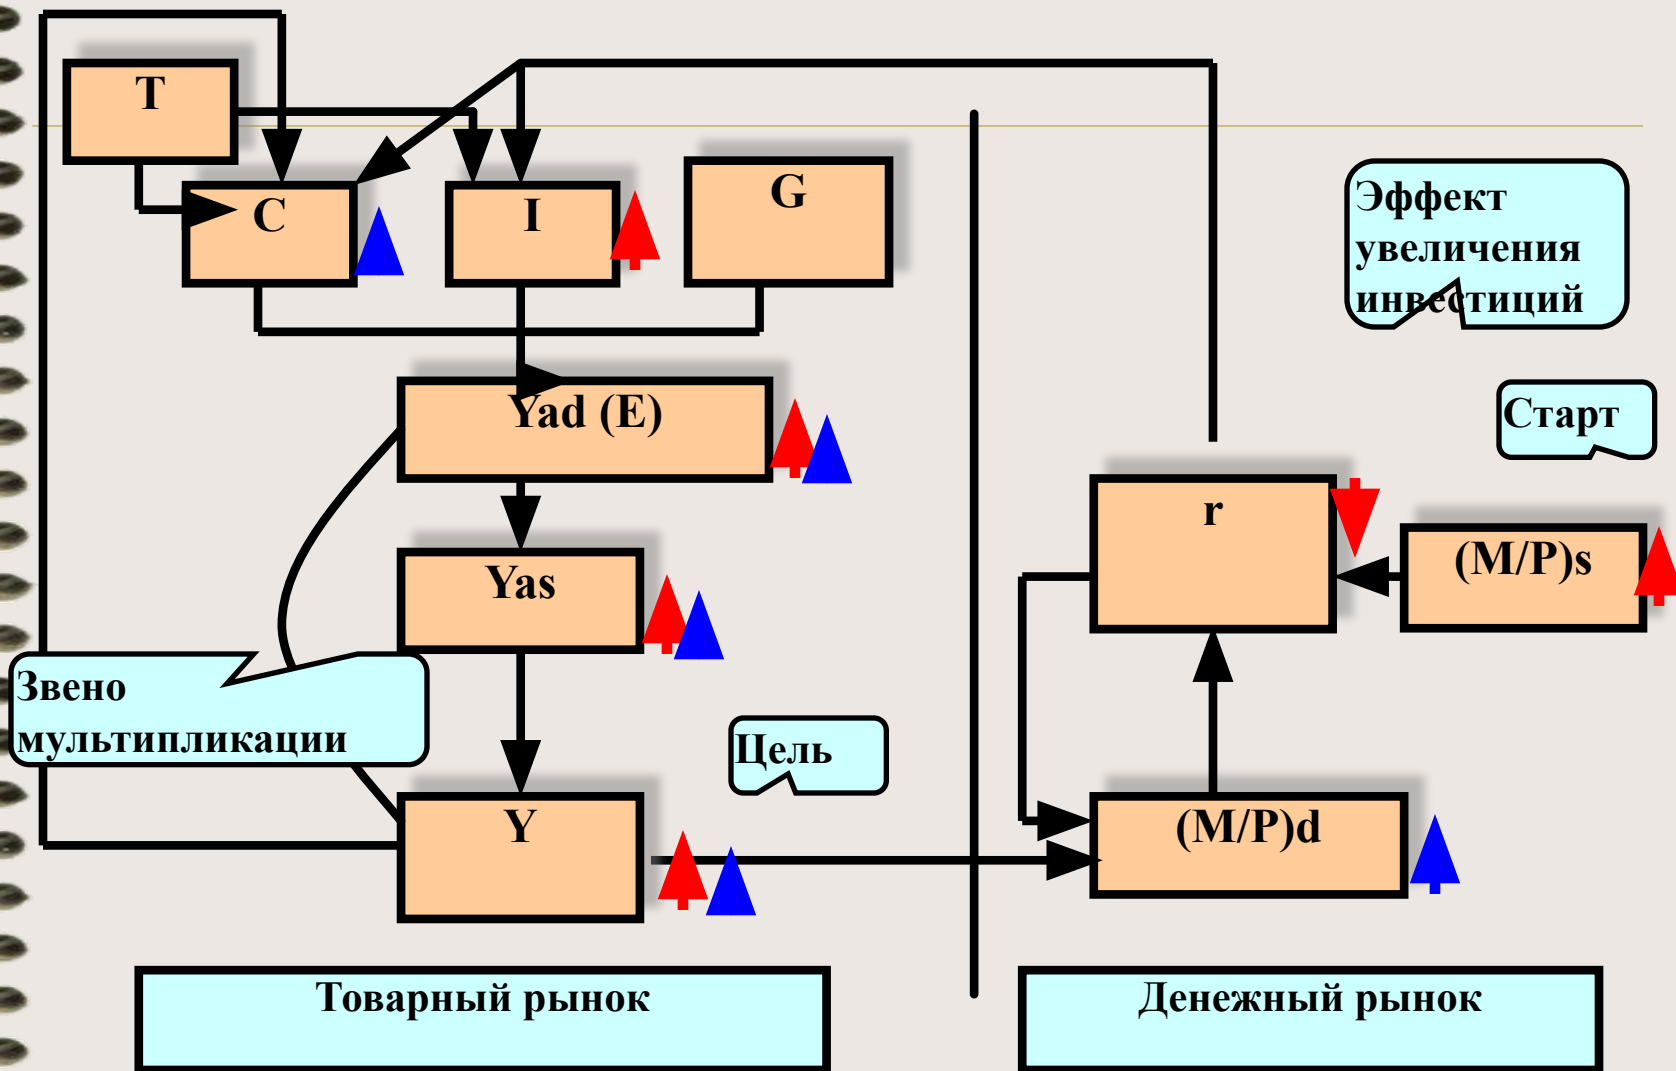 T
C
I
G
Эффект
увеличения
инвестиций
Yad (E)
Старт
r
(M/P)s
Yas
Звено
мультипликации
Цель
Y
(M/P)d
Товарный рынок
Денежный рынок